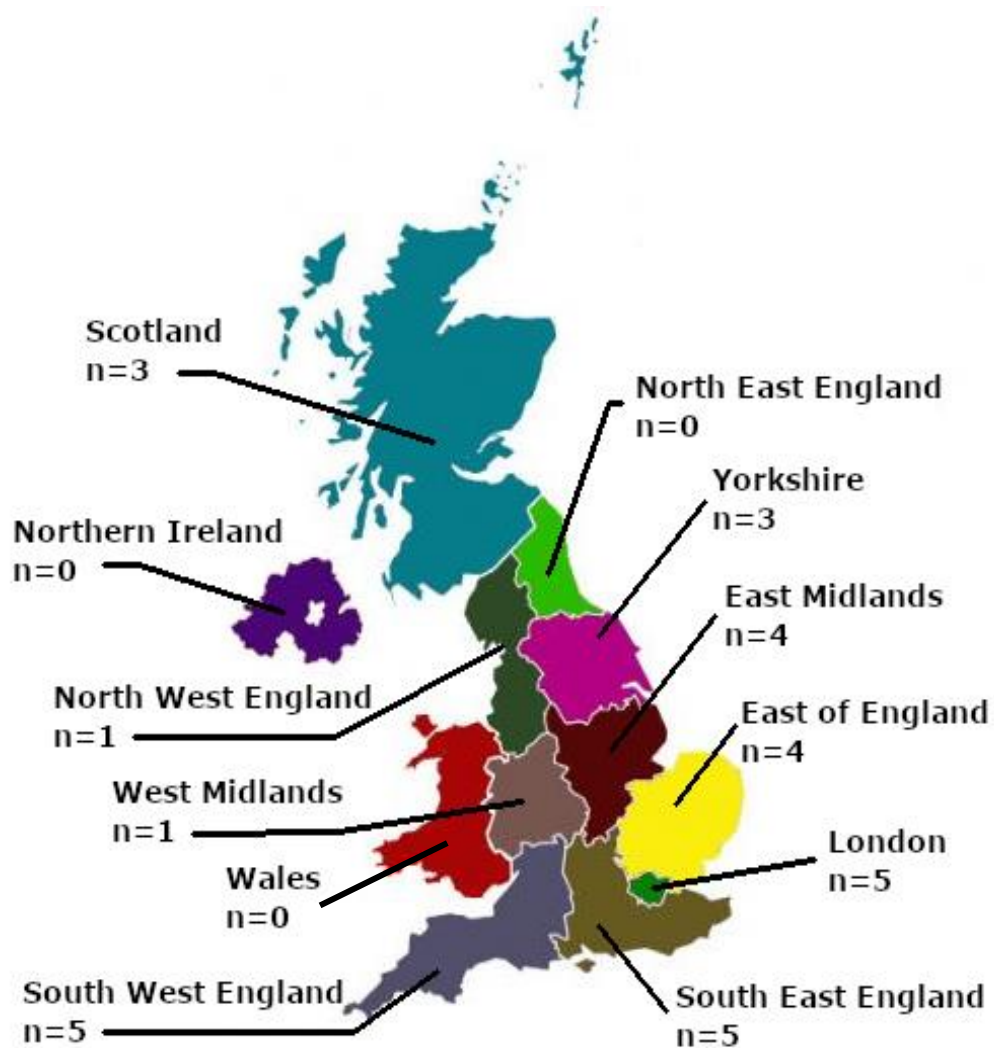 Scotland
n=3
North East England
n=0
Yorkshire
n=3
Northern Ireland
n=0
East Midlands
n=4
North West England
n=1
East of England
n=4
West Midlands
n=1
London
n=5
Wales
n=0
South West England
n=5
South East England
n=5